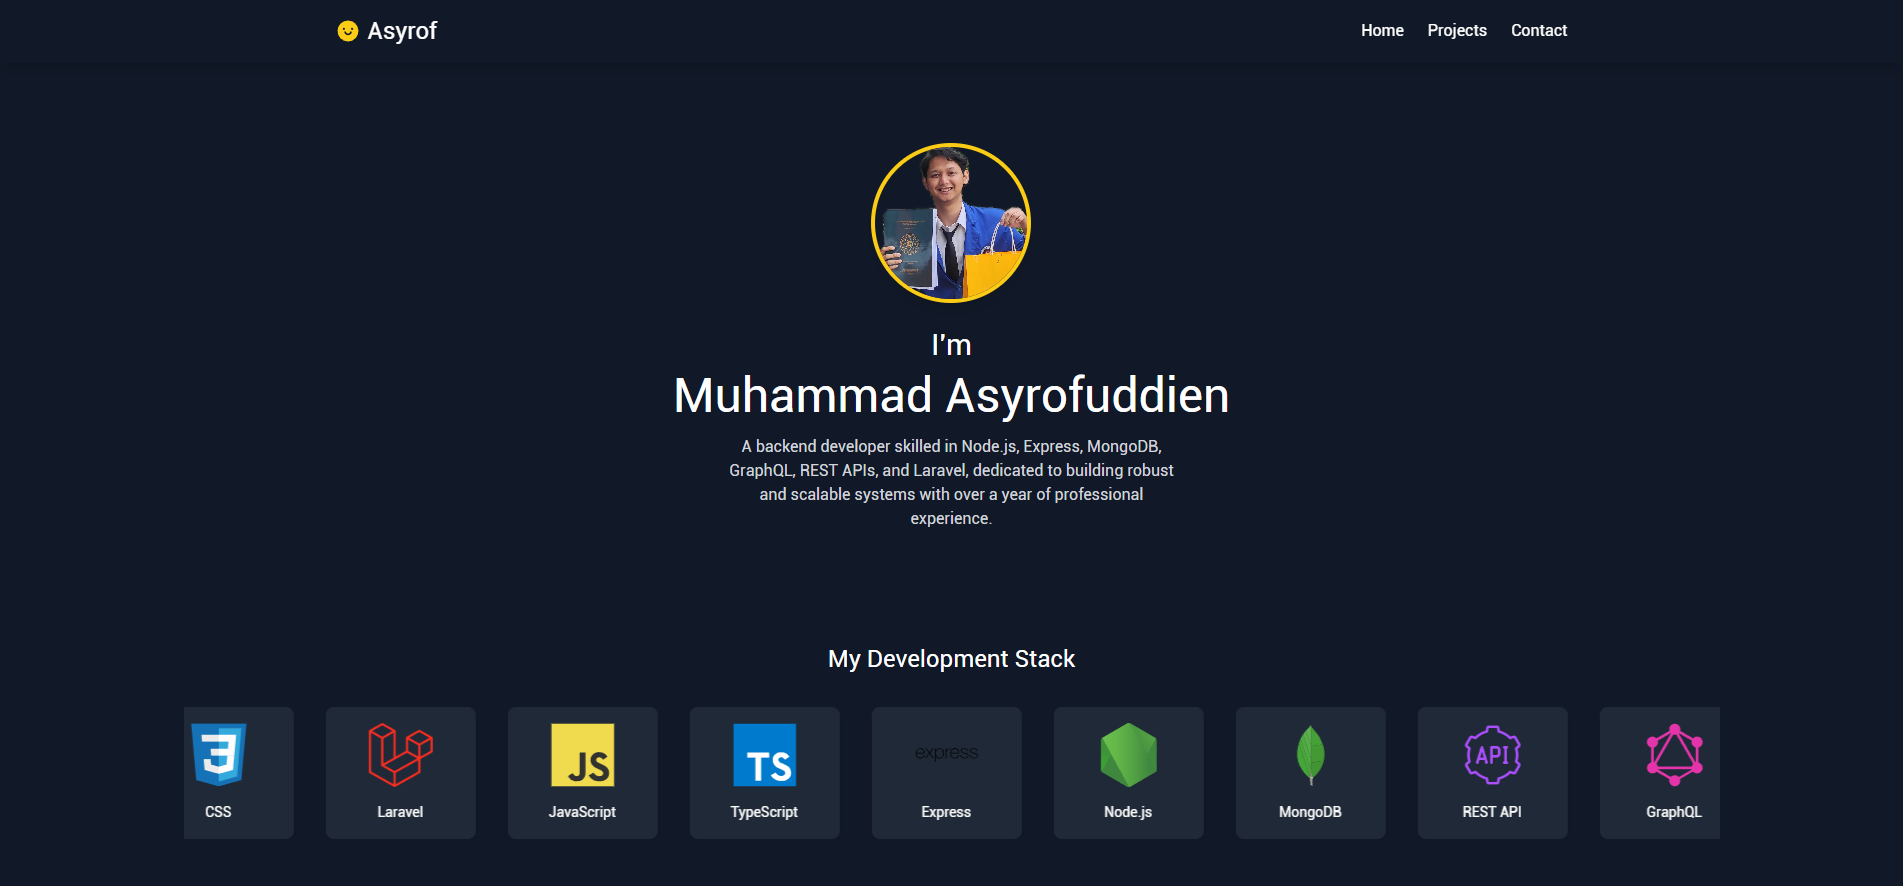 Asyrof
Home
Projects
Contact
I'm
Muhammad Asyrofuddien
A backend developer skilled in Node.js, Express, MongoDB,
GraphQL, REST APIs, and Laravel, dedicated to building robust
and scalable systems with over a year of professional
experience.
My Development Stack
CSS
Laravel
JS
JavaScript
TS
TypeScript
express
Express
Node.js
MongoDB
API
REST API
GraphQL